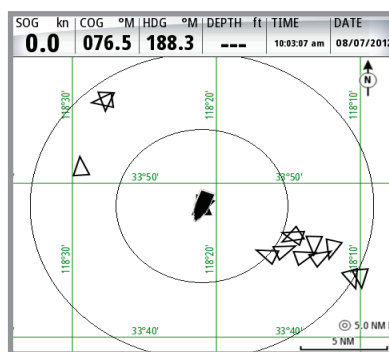 SOG kn COG °M HDG °M DEPTH ft TIME DATE
0.0 076.5 188.3 --- 10:03:07 am 08/07/201
N
118°30' 118°20' 118°10'
33°50' 33°50'
118°30' 118°20' 118°10'
5.0 NM
33°40' 33°40'
5 NM